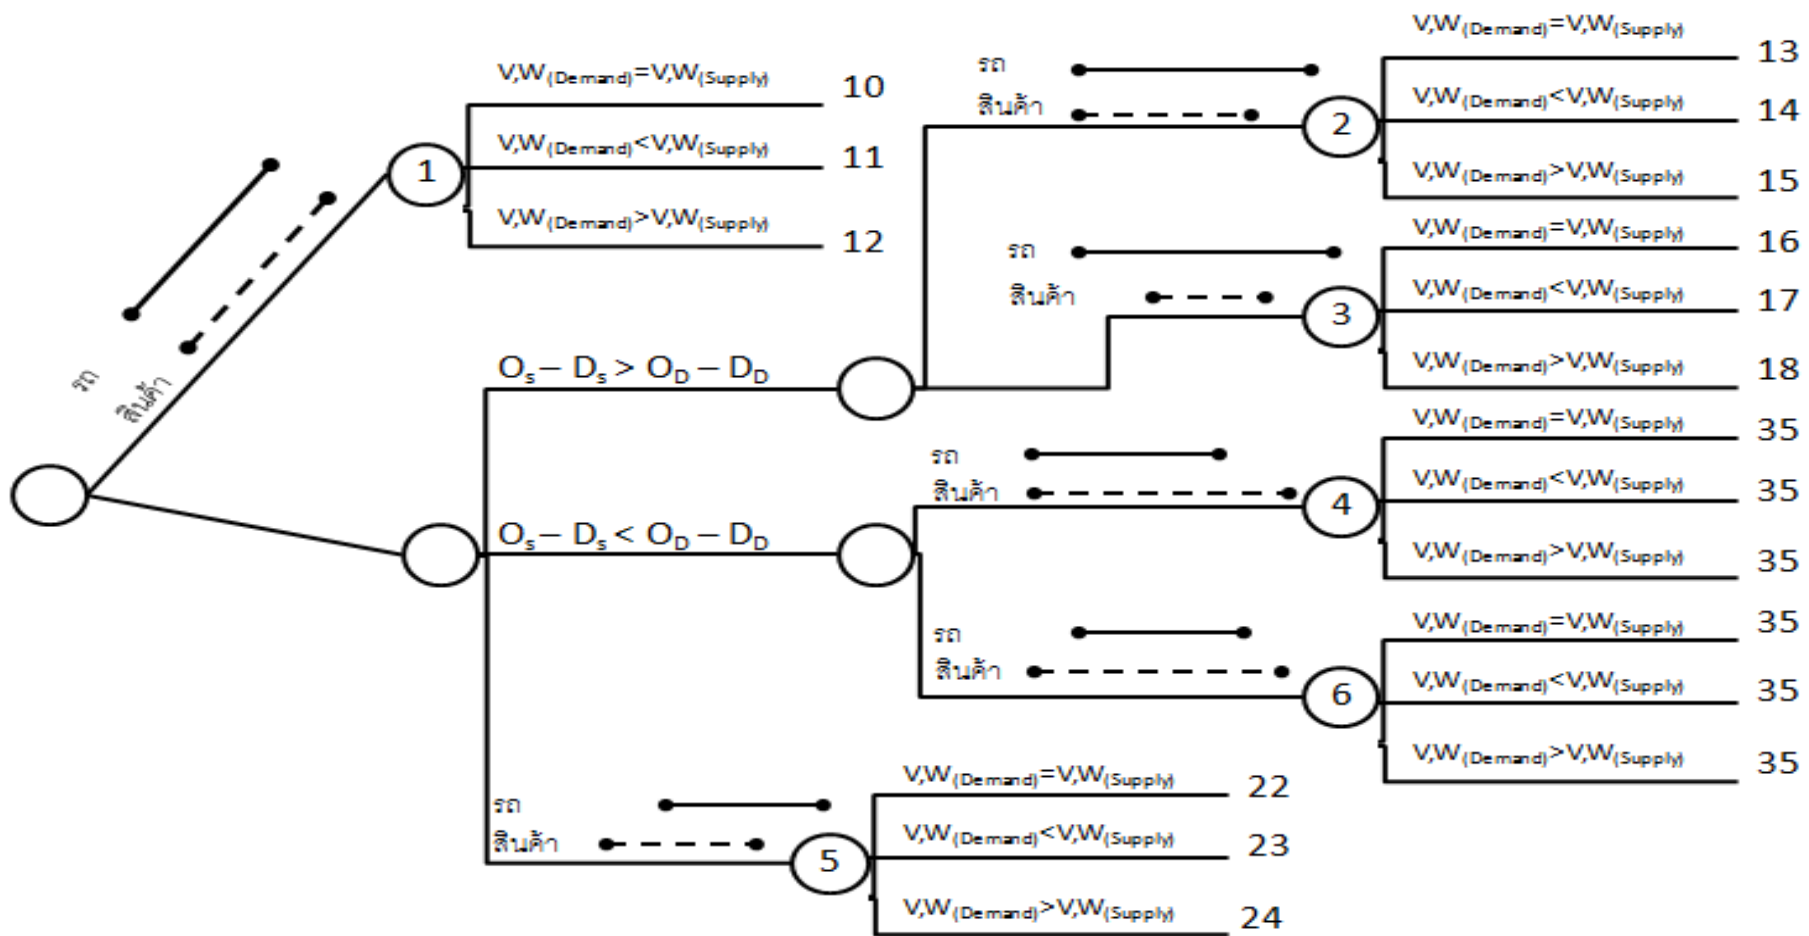 รถ
สินค้า
1
V,W(Demand)=V,W(Supply) 10
V,W(Demand)<V,W(Supply) 11
V,W(Demand)>V,W(Supply) 12
Os – Ds > OD – DD
รถ
สินค้า
2
V,W(Demand)=V,W(Supply) 13
V,W(Demand)<V,W(Supply) 14
V,W(Demand)>V,W(Supply) 15
รถ
สินค้า
3
V,W(Demand)=V,W(Supply) 16
V,W(Demand)<V,W(Supply) 17
V,W(Demand)>V,W(Supply) 18
Os – Ds < OD – DD
รถ
สินค้า
4
V,W(Demand)=V,W(Supply) 35
V,W(Demand)<V,W(Supply) 35
V,W(Demand)>V,W(Supply) 35
รถ
สินค้า
6
V,W(Demand)=V,W(Supply) 35
V,W(Demand)<V,W(Supply) 35
V,W(Demand)>V,W(Supply) 35
รถ
สินค้า
5
V,W(Demand)=V,W(Supply) 22
V,W(Demand)<V,W(Supply) 23
V,W(Demand)>V,W(Supply) 24